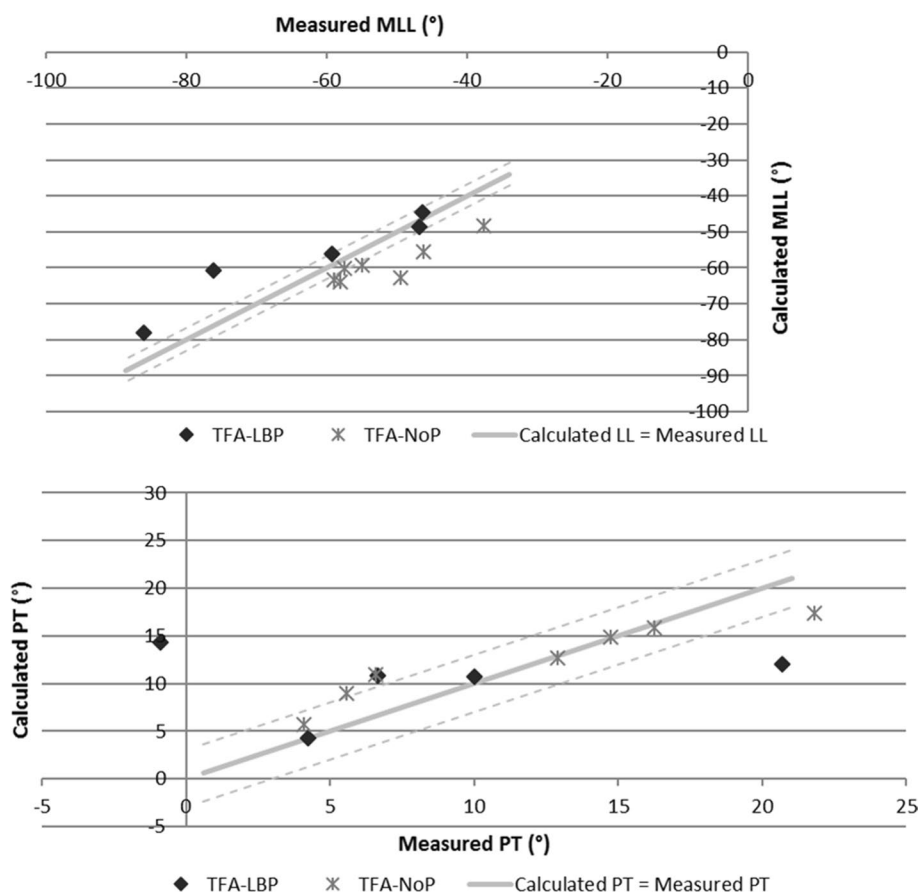 Measured MLL (°)
-100 -80 -60 -40 -20 0
0
-10
-20
-30
-40
-50
-60
-70
-80
-90
-100
Calculated MLL (°)
TFA-LBP TFA-NoP Calculated LL = Measured LL
30
25
20
15
10
5
0
-5
Calculated PT (°)
-5 0 5 10 15 20 25
Measured PT (°)
TFA-LBP TFA-NoP Calculated PT = Measured PT